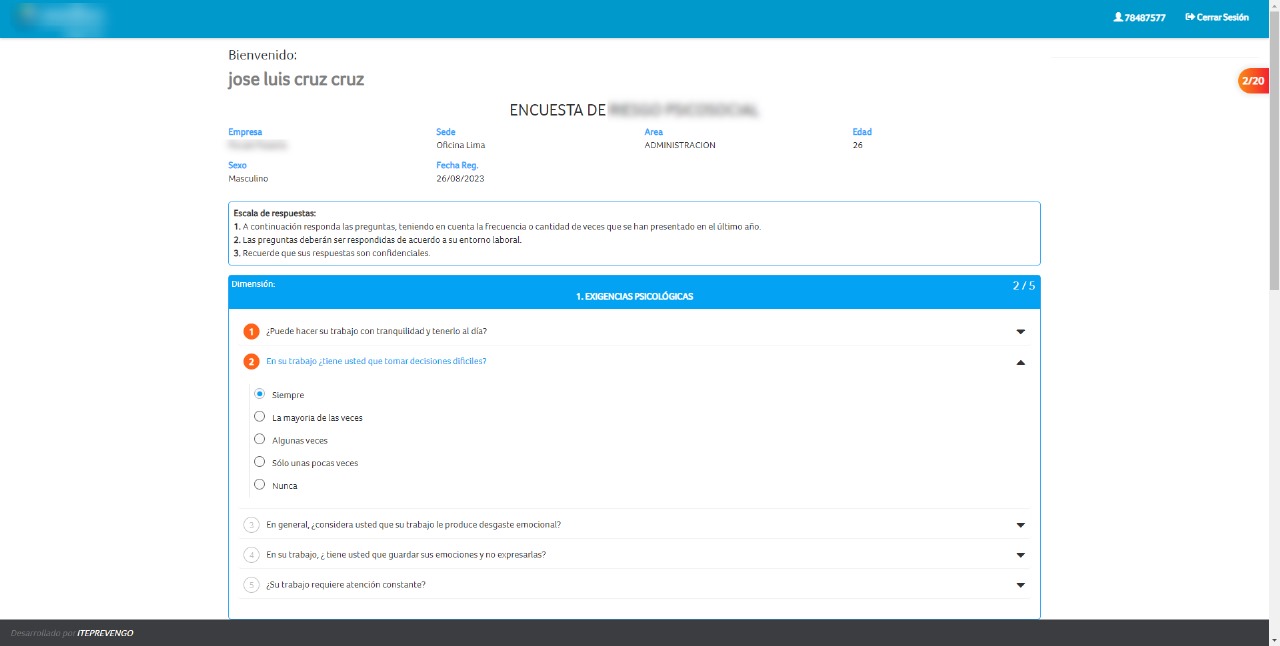 78487577 Cerrar Sesión
Bienvenido:
jose luis cruz cruz
2/20
ENCUESTA DE
Empresa Sede Area Edad
Oficina Lima ADMINISTRACION 26
Sexo Fecha Reg.
Masculino 26/08/2023
Escala de respuestas:
1. A continuación responda las preguntas, teniendo en cuenta la frecuencia o cantidad de veces que se han presentado en el último año.
2. Las preguntas deberán ser respondidas de acuerdo a su entorno laboral.
3. Recuerde que sus respuestas son confidenciales.
Dimensión: 2 / 5
1. EXIGENCIAS PSICOLÓGICAS
1 ¿Puede hacer su trabajo con tranquilidad y tenerlo al día?
2 En su trabajo ¿tiene usted que tomar decisiones difíciles?
Siempre
La mayoria de las veces
Algunas veces
Sólo unas pocas veces
Nunca
3 En general, ¿considera usted que su trabajo le produce desgaste emocional?
4 En su trabajo, ¿ tiene usted que guardar sus emociones y no expresarlas?
5 ¿Su trabajo requiere atención constante?
Desarrollado por ITEPREVENGO